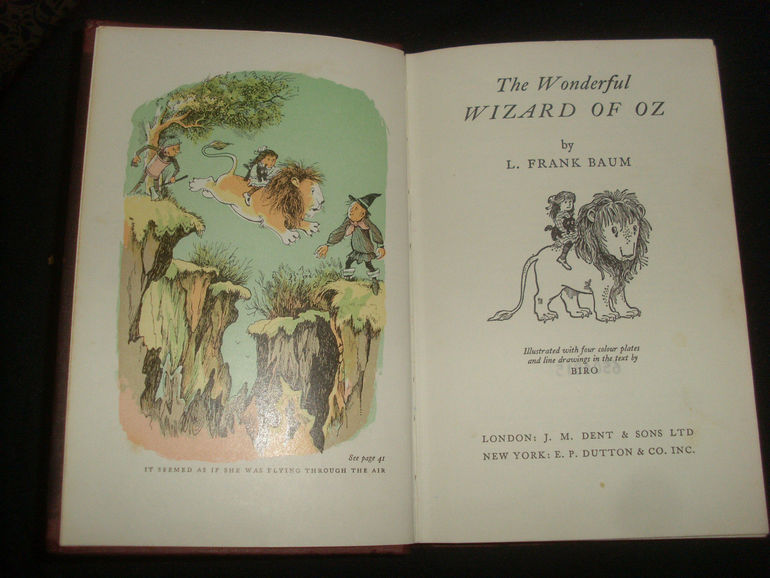 See page 41
IT SEEMED AS IF SHE WAS FLYING THROUGH THE AIR
The Wonderful
WIZARD OF OZ
by
L. FRANK BAUM
Illustrated with four colour plates
and line drawings in the text by
BIRO
LONDON: J. M. DENT & SONS LTD
NEW YORK: E. P. DUTTON & CO. INC.